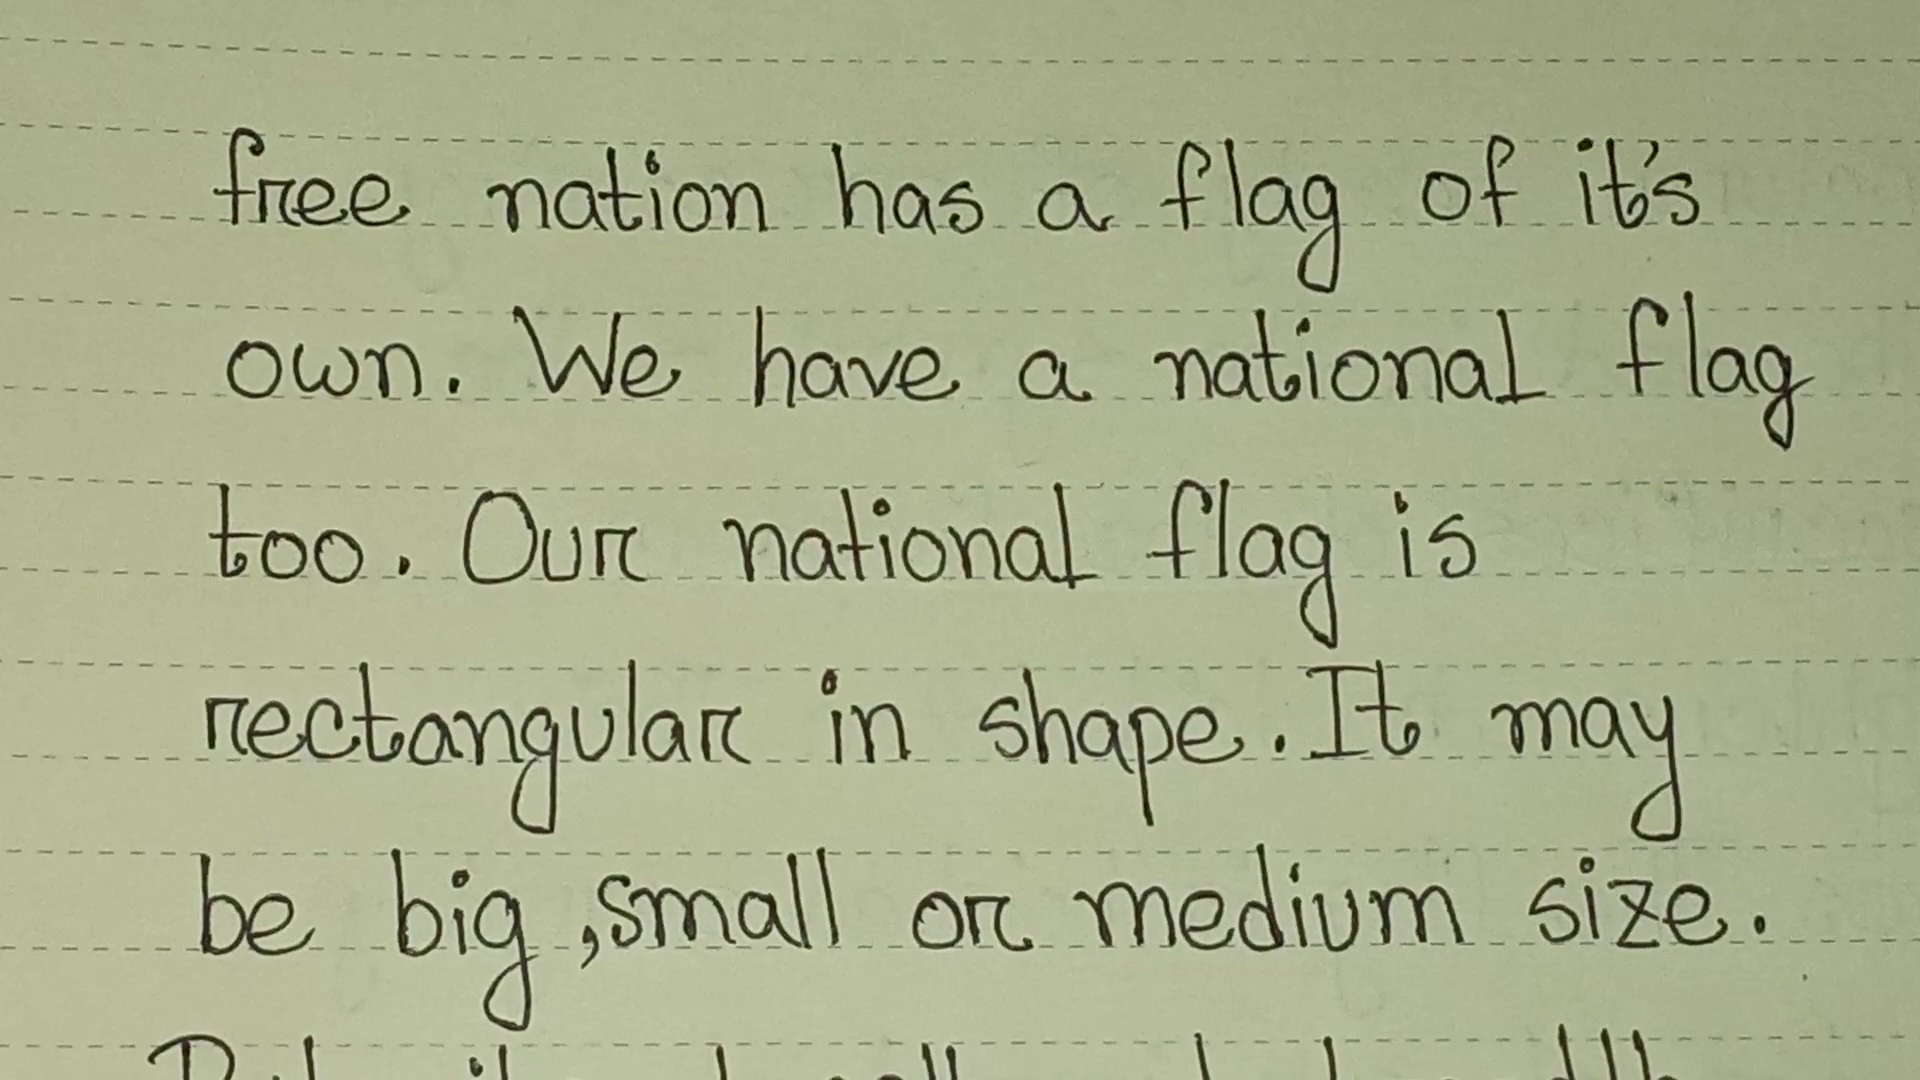 free nation has a flag of it's
own. We have a national flag
too. Our national flag is
rectangular in shape. It may
be big, small or medium size.